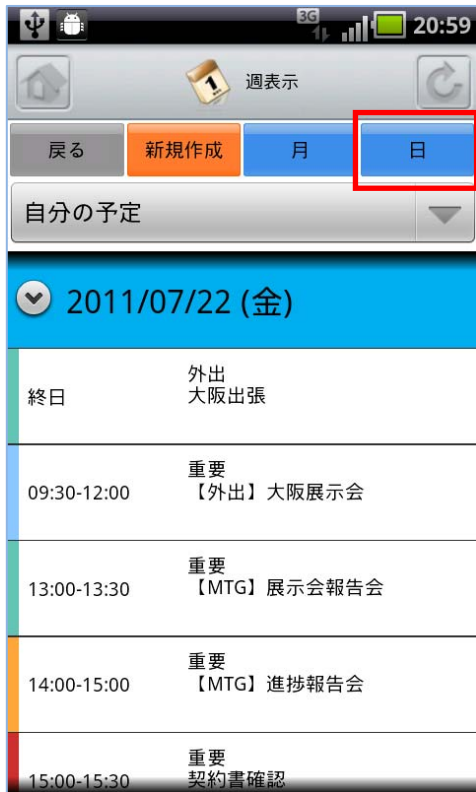 3G 20:59
週表示
戻る 新規作成 月 日
自分の予定
2011/07/22 (金)
外出
終日 大阪出張
重要
09:30-12:00 【外出】大阪展示会
重要
13:00-13:30 【MTG】展示会報告会
重要
14:00-15:00 【MTG】進捗報告会
重要
15:00-15:30 契約書確認